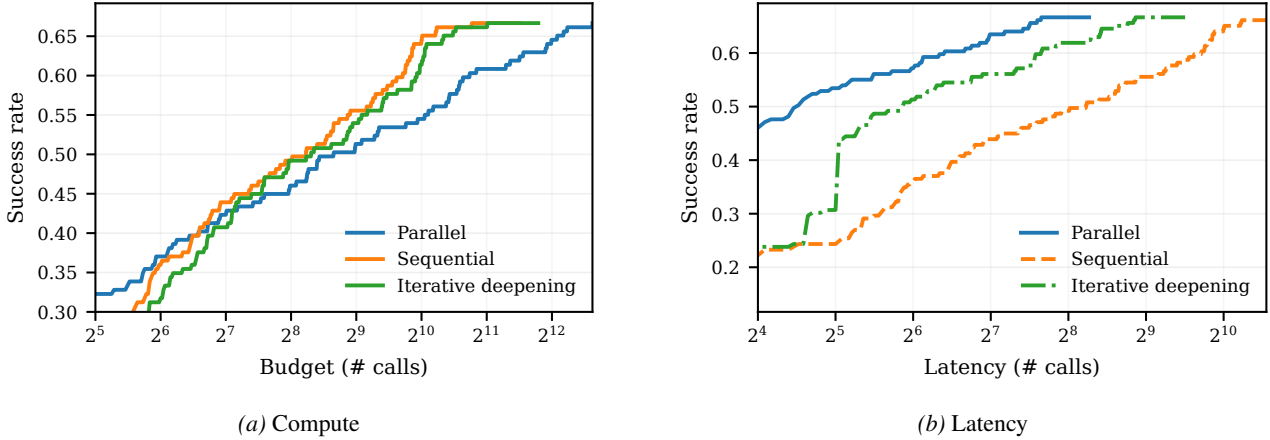 0.65
0.60
0.55
0.50
0.45
0.40
0.35
0.30
Success rate
2^5 2^6 2^7 2^8 2^9 2^10 2^11 2^12
Budget (# calls)
Parallel
Sequential
Iterative deepening
(a) Compute
0.6
0.5
0.4
0.3
0.2
Success rate
2^4 2^5 2^6 2^7 2^8 2^9 2^10
Latency (# calls)
Parallel
Sequential
Iterative deepening
(b) Latency